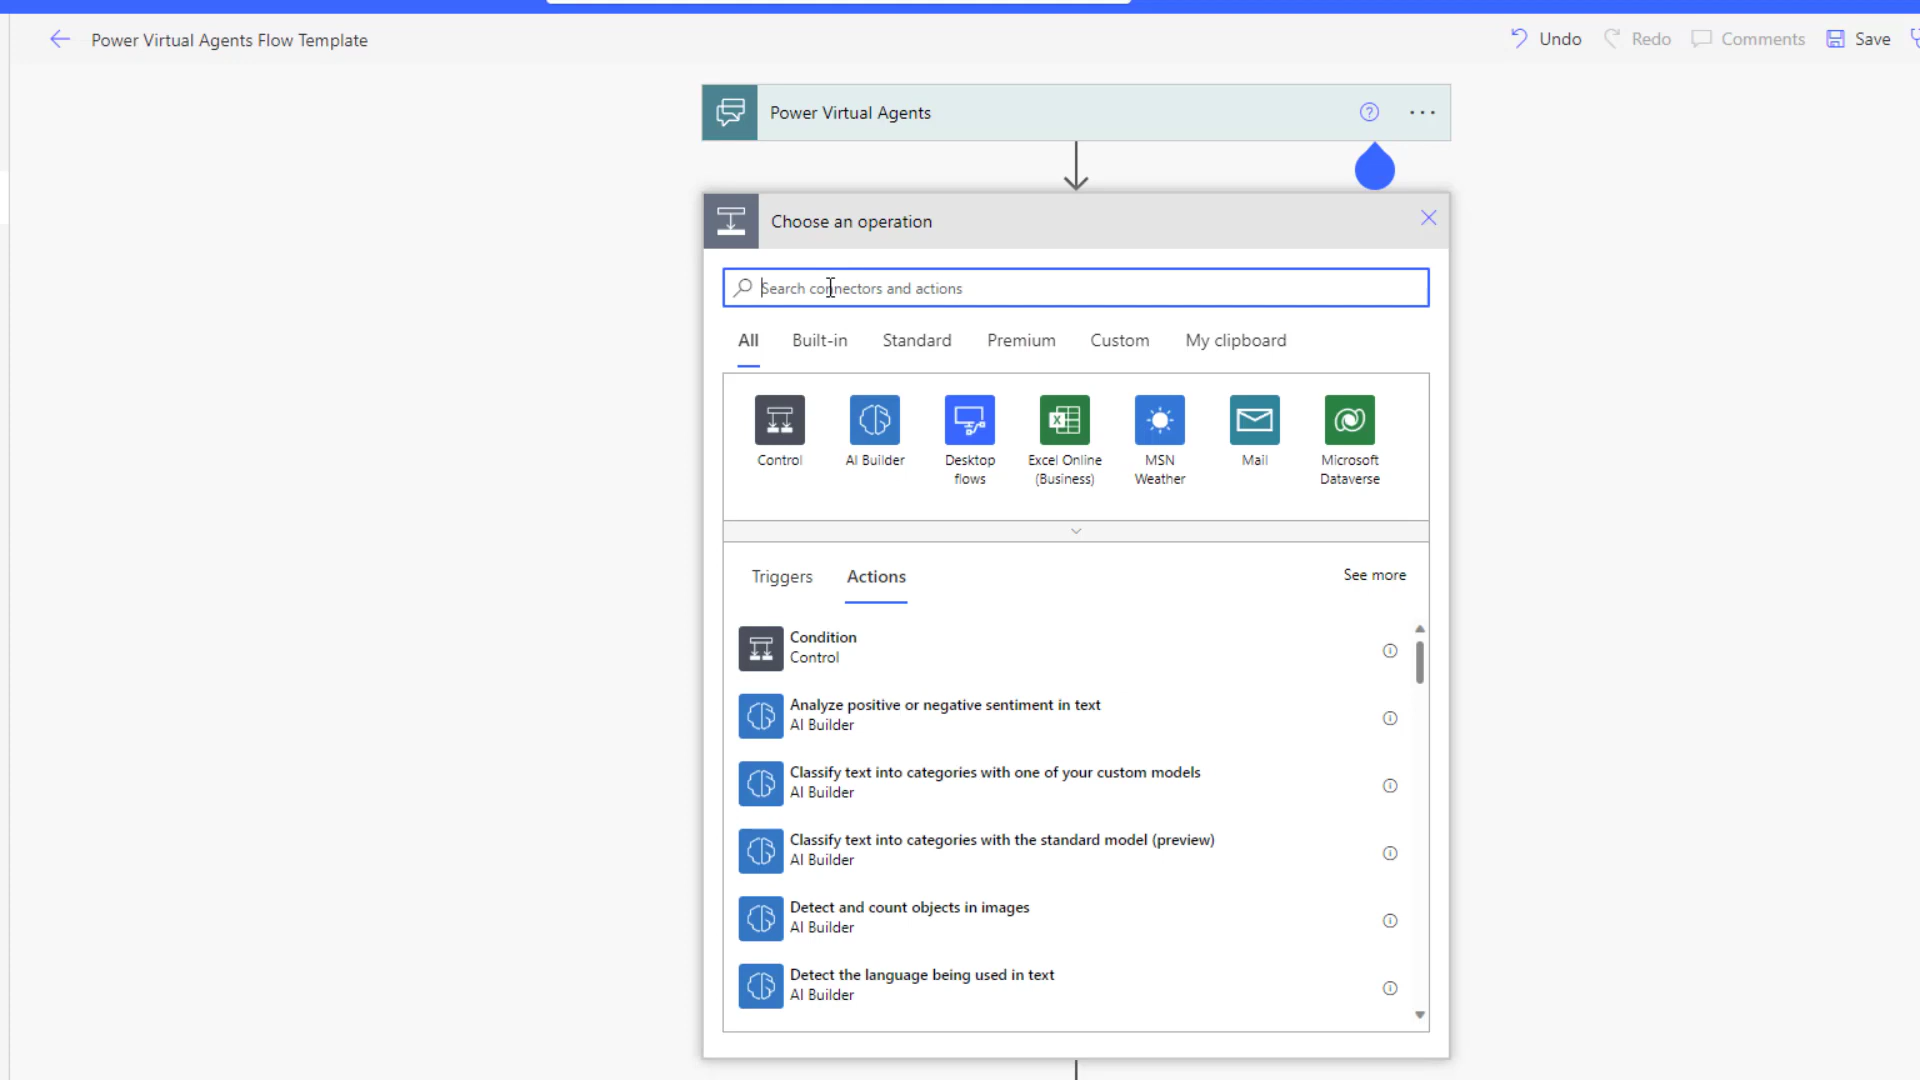 Power Virtual Agents Flow Template
Undo
Redo
Comments
Save
Power Virtual Agents
Choose an operation
Search connectors and actions
All
Built-in
Standard
Premium
Custom
My clipboard
Control
AI Builder
Desktop
flows
Excel Online
(Business)
MSN
Weather
Mail
Microsoft
Dataverse
Triggers
Actions
See more
Condition
Control
Analyze positive or negative sentiment in text
AI Builder
Classify text into categories with one of your custom models
AI Builder
Classify text into categories with the standard model (preview)
AI Builder
Detect and count objects in images
AI Builder
Detect the language being used in text
AI Builder